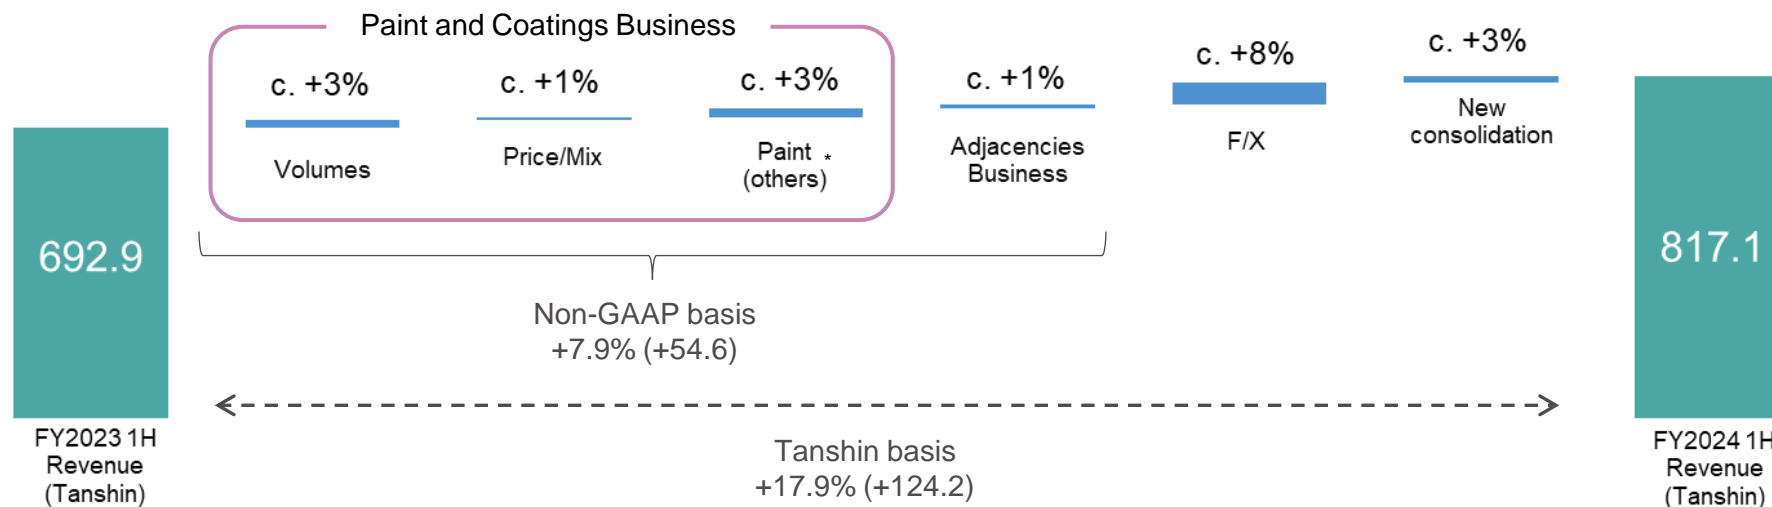 Paint and Coatings Business
c. +3%
Volumes
c. +1%
Price/Mix
c. +3%
Paint *
(others)
c. +1%
Adjacencies
Business
c. +8%
F/X
c. +3%
New
consolidation
692.9
FY2023 1H
Revenue
(Tanshin)
817.1
FY2024 1H
Revenue
(Tanshin)
Non-GAAP basis
+7.9% (+54.6)
Tanshin basis
+17.9% (+124.2)